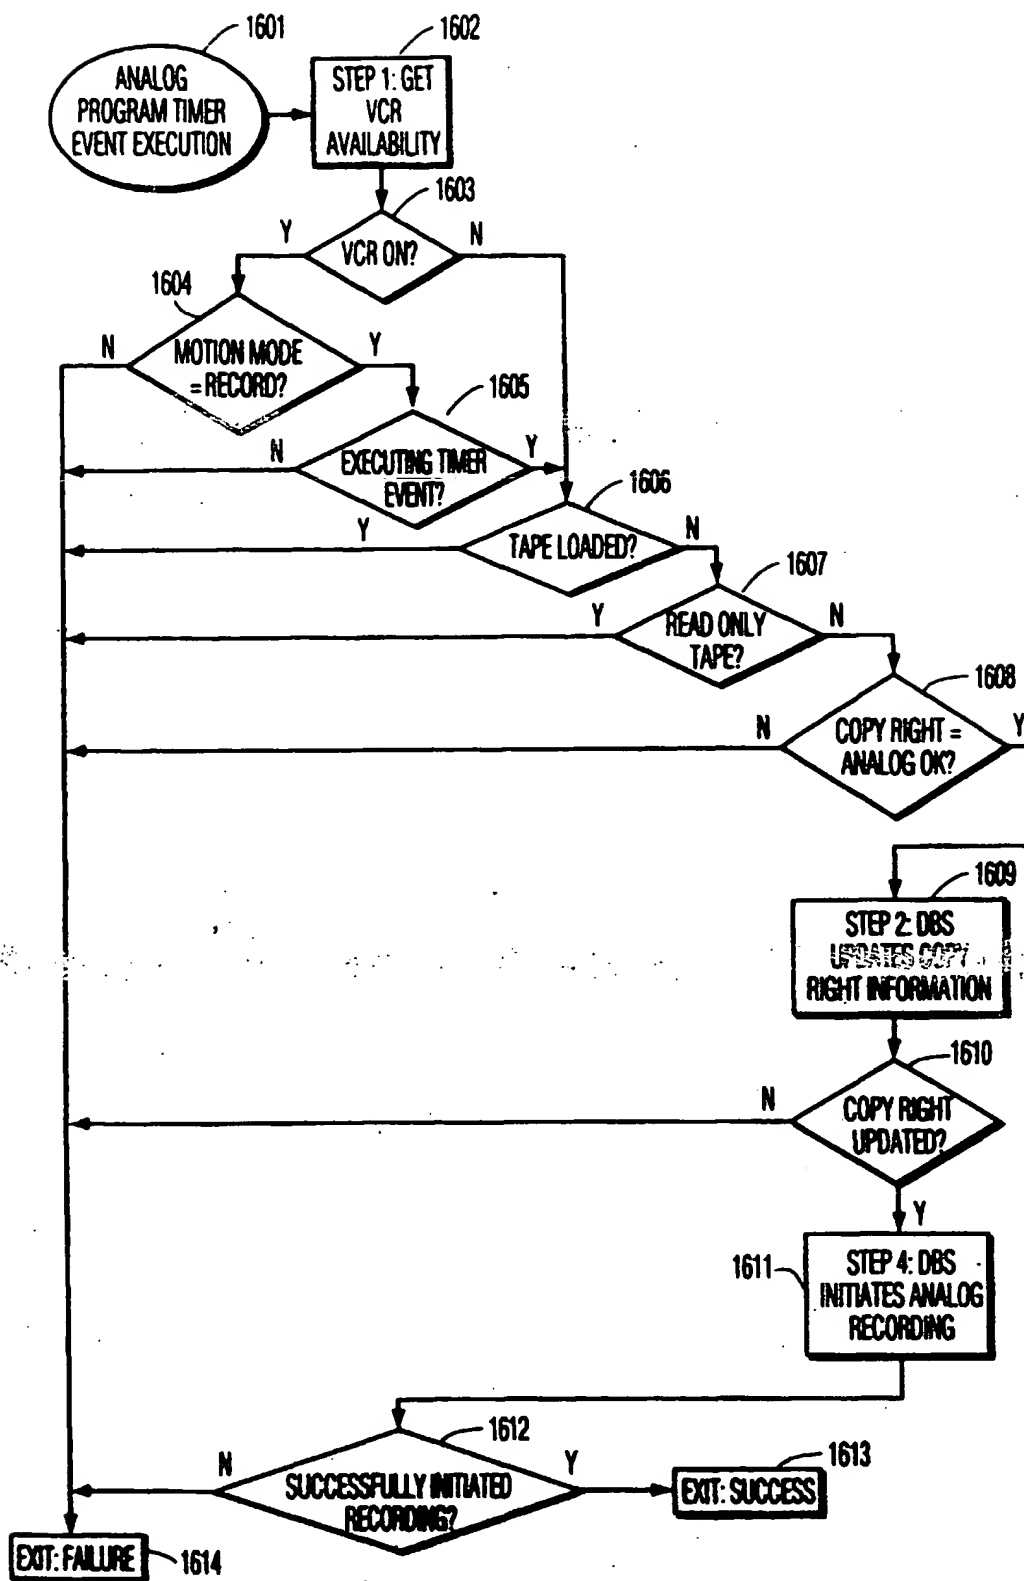 1601
ANALOG
PROGRAM TIMER
EVENT EXECUTION
1602
STEP 1: GET
VCR
AVAILABILITY
1603
VCR ON?
Y
N
1604
MOTION MODE
=RECORD?
N
Y
1605
EXECUTING TIMER
EVENT?
N
Y
1606
TAPE LOADED?
Y
N
1607
READ ONLY
TAPE?
Y
N
1608
COPY RIGHT =
ANALOG OK?
N
Y
1609
STEP 2: DBS
UPDATES COPY
RIGHT INFORMATION
1610
COPY RIGHT
UPDATED?
N
Y
1611
STEP 4: DBS
INITIATES ANALOG
RECORDING
1612
SUCCESSFULLY INITIATED
RECORDING?
N
Y
1613
EXIT: SUCCESS
EXIT: FAILURE
1614